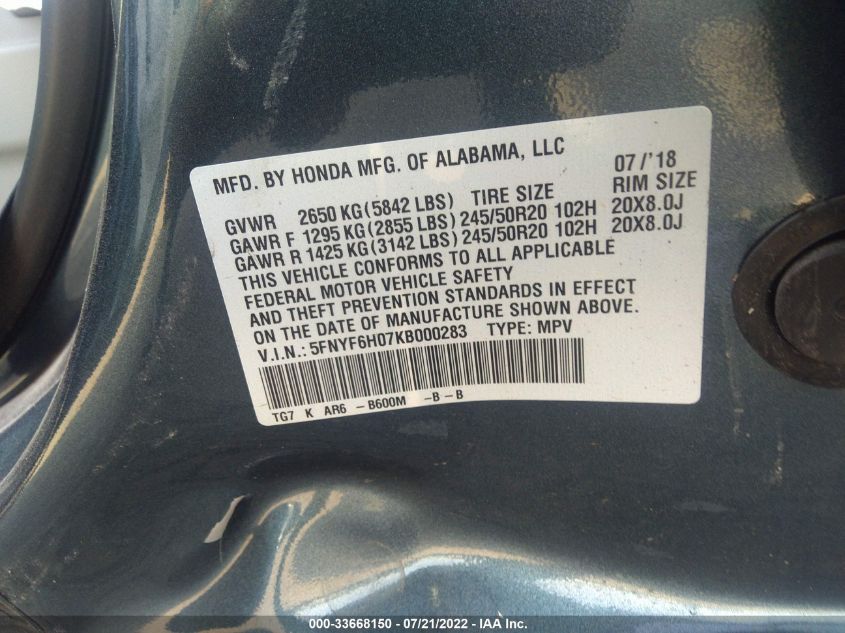 MFD. BY HONDA MFG. OF ALABAMA, LLC 07/'18
GVWR 2650 KG(5842 LBS) TIRE SIZE RIM SIZE
GAWR F 1295 KG(2855 LBS)245/50R20 102H 20X8.0J
GAWR R 1425 KG(3142 LBS)245/50R20 102H 20X8.0J
THIS VEHICLE CONFORMS TO ALL APPLICABLE
FEDERAL MOTOR VEHICLE SAFETY
AND THEFT PREVENTION STANDARDS IN EFFECT
ON THE DATE OF MANUFACTURE SHOWN ABOVE.
V.I.N.:5FNYF6H07KB000283 TYPE: MPV
TG7 K AR6 -B600M -B-B
000-33668150 - 07/21/2022 - IAA Inc.